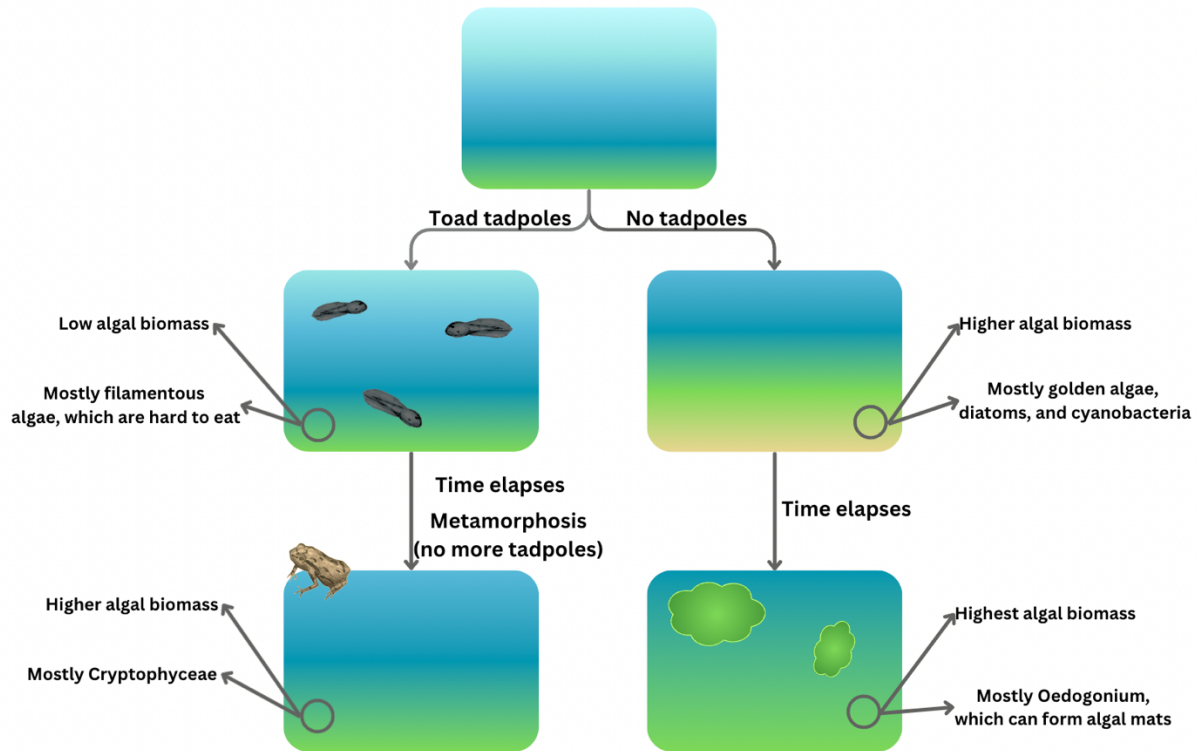 Toad tadpoles
No tadpoles
Low algal biomass
Mostly filamentous
algae, which are hard to eat
Higher algal biomass
Mostly golden algae,
diatoms, and cyanobacteria
Time elapses
Metamorphosis
(no more tadpoles)
Time elapses
Higher algal biomass
Mostly Cryptophyceae
Highest algal biomass
Mostly Oedogonium,
which can form algal mats